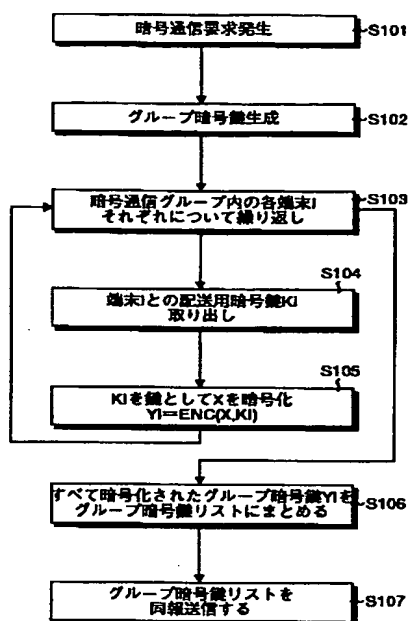 暗号通信要求発生
S101
グループ暗号鍵生成
S102
暗号通信グループ内の各端末i
それぞれについて繰り返し
S103
S104
端末iとの配送用暗号鍵Ki
取り出し
S105
Kiを鍵としてXを暗号化
Yi=ENC(X,Ki)
すべて暗号化されたグループ暗号鍵Yiを
グループ暗号鍵リストにまとめる
S106
グループ暗号鍵リストを
同報送信する
S107